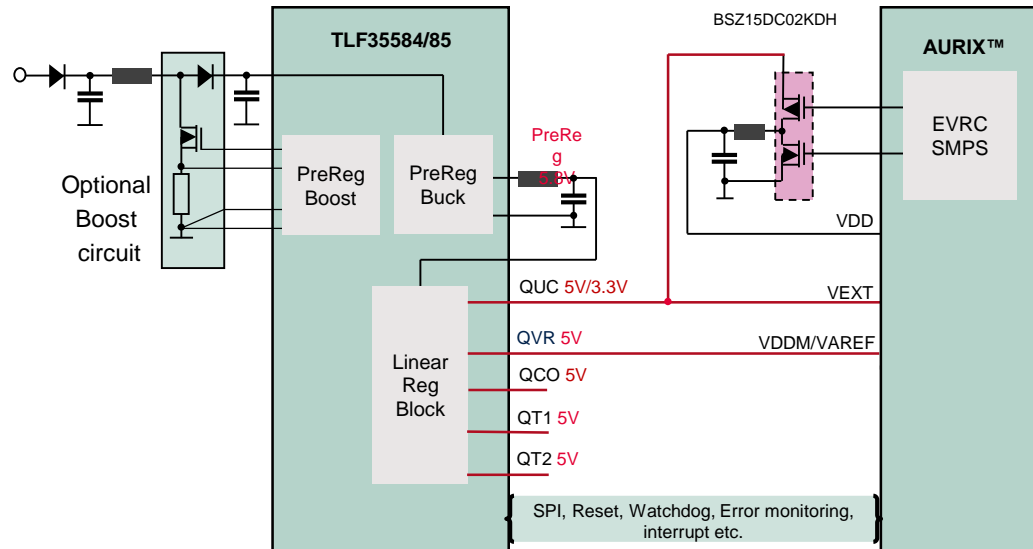 BSZ15DC02KDH
TLF35584/85
AURIX™
PreRe
g
5.8V
EVRC
SMPS
PreReg
Boost
PreReg
Buck
Optional
Boost
circuit
VDD
QUC 5V/3.3V
VEXT
QVR 5V
VDDM/VAREF
Linear
Reg
Block
QCO 5V
QT1 5V
QT2 5V
SPI, Reset, Watchdog, Error monitoring,
interrupt etc.